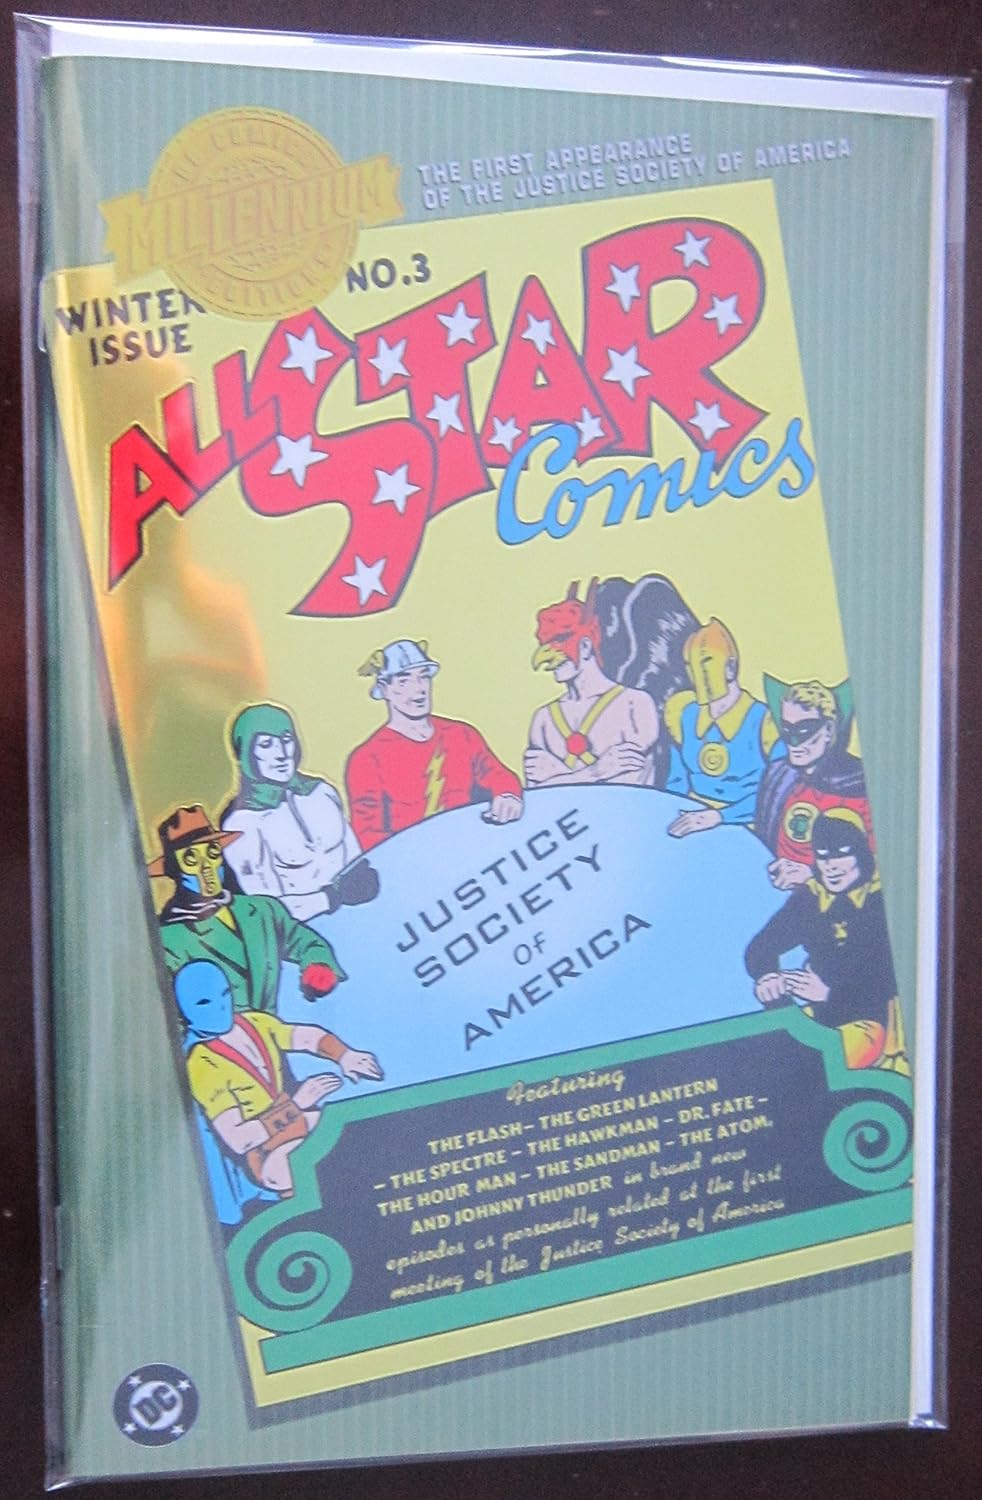 DC COMICS
MILLENNIUM
EDITIONS
THE FIRST APPEARANCE
OF THE JUSTICE SOCIETY OF AMERICA
WINTER
ISSUE
NO.3
ALL STAR
Comics
JUSTICE
SOCIETY
OF
AMERICA
Featuring
THE FLASH – THE GREEN LANTERN
– THE SPECTRE – THE HAWKMAN – DR. FATE –
THE HOUR MAN – THE SANDMAN – THE ATOM,
AND JOHNNY THUNDER in brand new
episodes as personally related at the first
meeting of the Justice Society of America
DC